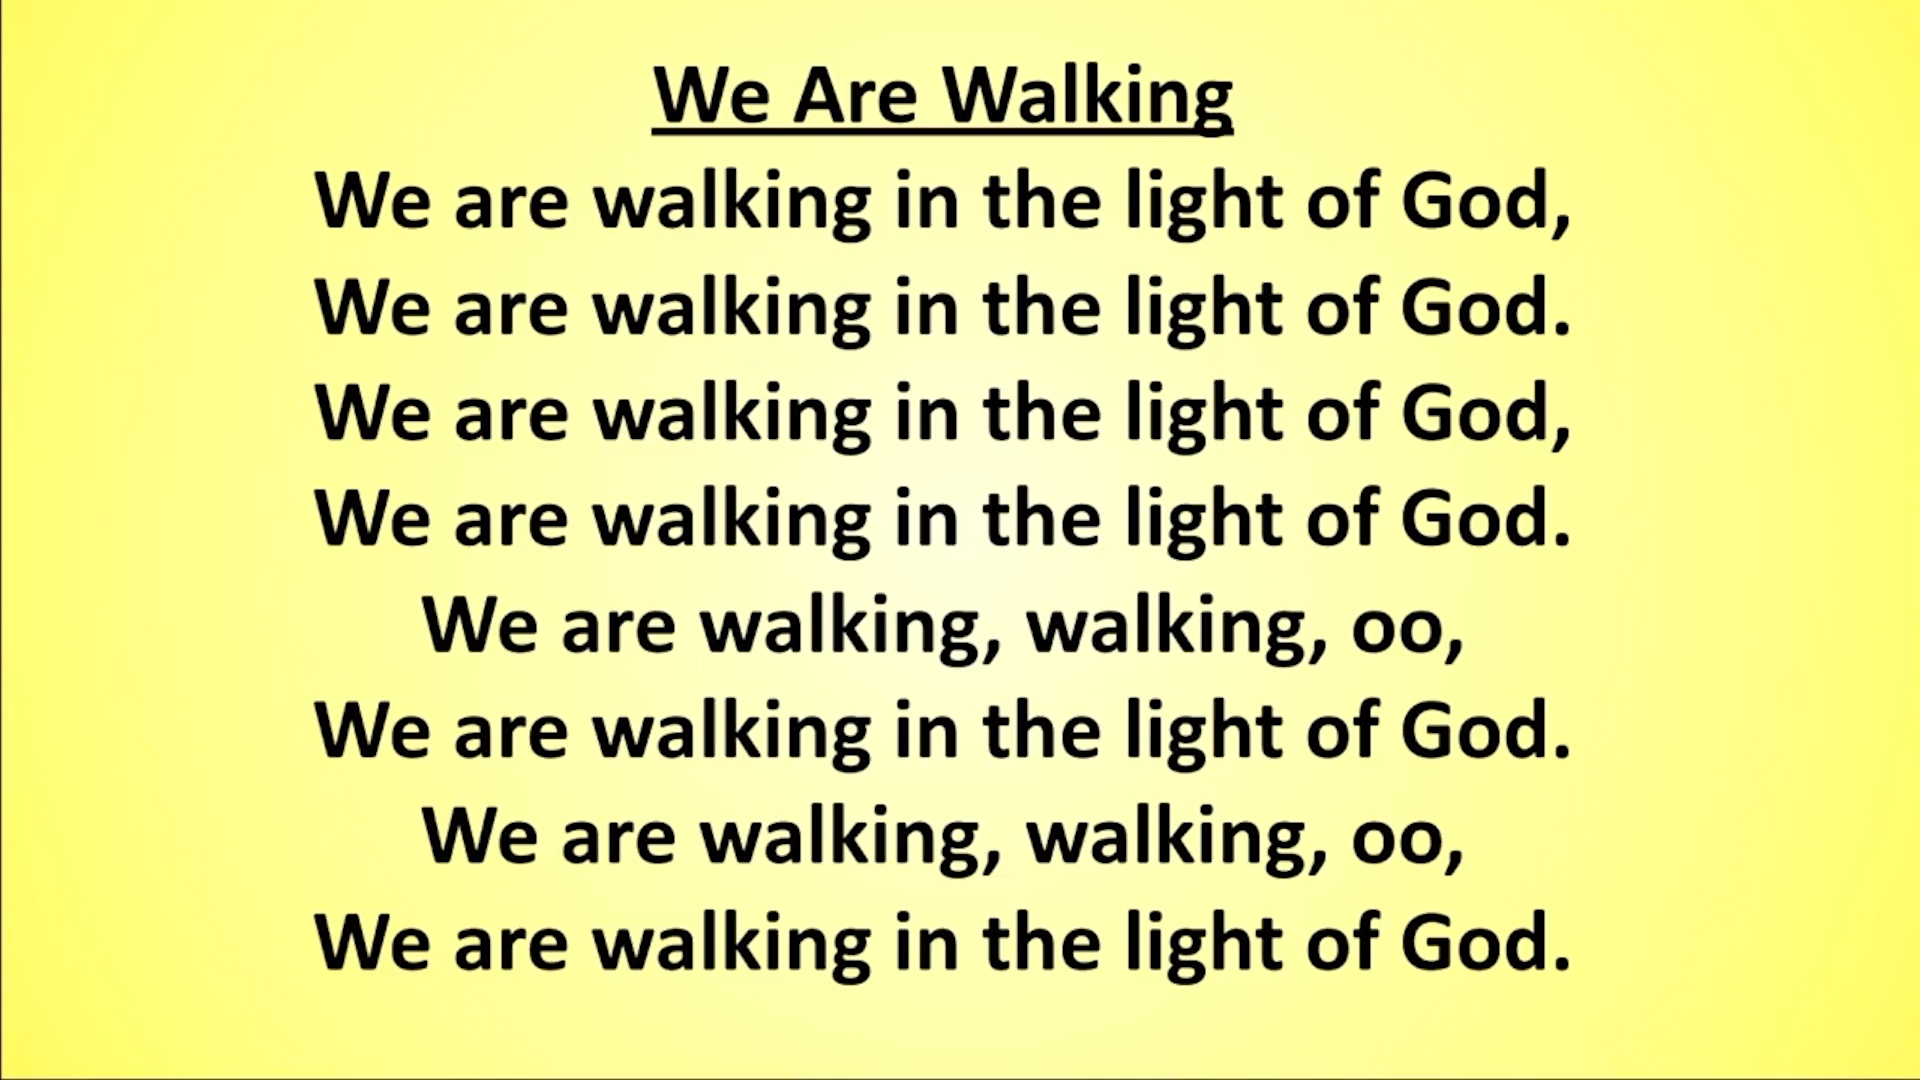 We Are Walking
We are walking in the light of God,
We are walking in the light of God.
We are walking in the light of God,
We are walking in the light of God.
We are walking, walking, oo,
We are walking in the light of God.
We are walking, walking, oo,
We are walking in the light of God.